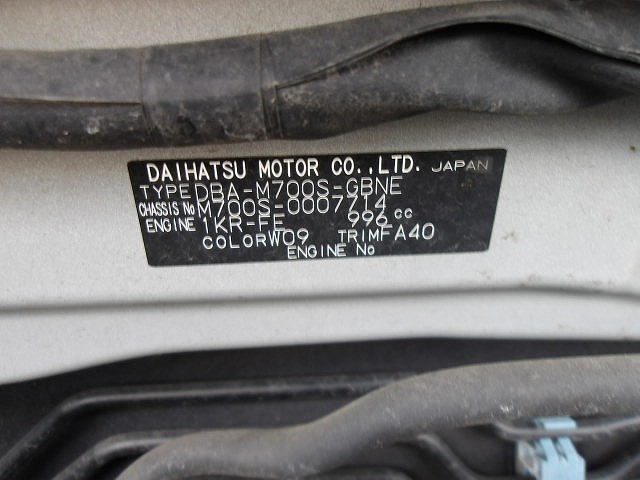 DAIHATSU MOTOR CO.,LTD. JAPAN
TYPE DBA-M700S-GBNE
CHASSIS No M700S-0007714
ENGINE 1KR-FE 996 cc
COLOR W09 TRIM FA40
ENGINE No